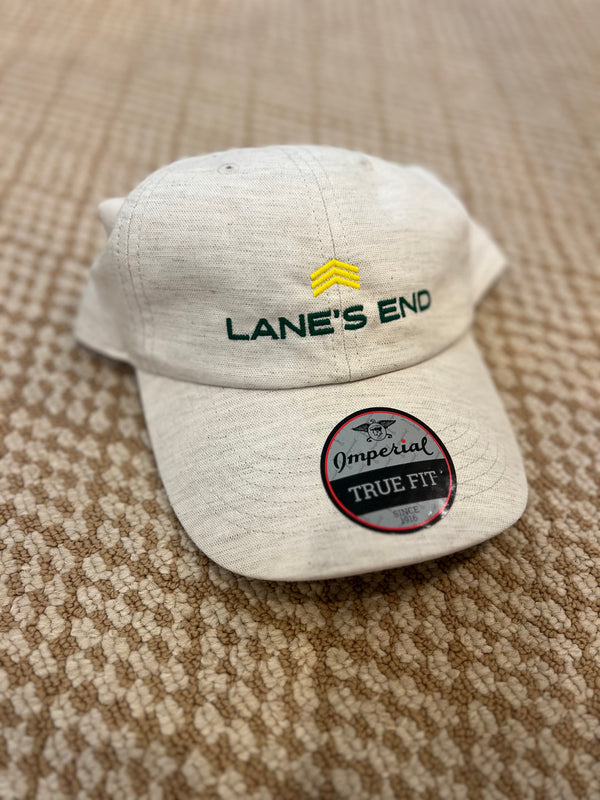 LANE'S END
Imperial
TRUE FIT
SINCE
1916